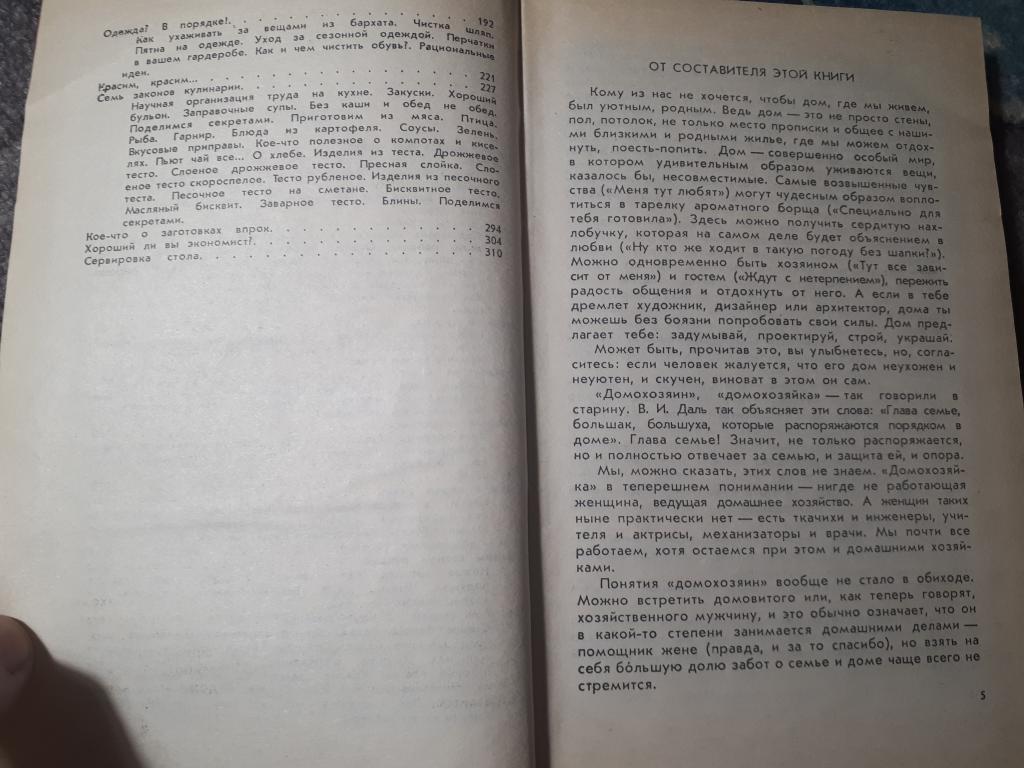 Одежда? В порядке!. . . . . . . . . . . . . . . 192
Как ухаживать за вещами из бархата. Чистка шляп.
Пятна на одежде. Уход за сезонной одеждой. Перчатки
в вашем гардеробе. Как и чем чистить обувь?. Рациональные
идеи.
Красим, красим... . . . . . . . . . . . . . . . 221
Семь законов кулинарии. . . . . . . . . . . . . . . 227
Научная организация труда на кухне. Закуски. Хороший
бульон. Заправочные супы. Без каши и обед не обед.
Поделимся секретами. Приготовим из мяса. Птица.
Рыба. Гарнир. Блюда из картофеля. Соусы. Зелень.
Вкусовые приправы. Кое-что полезное о компотах и кисе-
лях. Пьют чай все... О хлебе. Изделия из теста. Дрожжевое
тесто. Слоеное дрожжевое тесто. Пресная слойка. Сло-
еное тесто скороспелое. Тесто рубленое. Изделия из песочного
теста. Песочное тесто на сметане. Бисквитное тесто.
Масляный бисквит. Заварное тесто. Блины. Поделимся
секретами.
Кое-что о заготовках впрок. . . . . . . . . . . . . . . 294
Хороший ли вы экономист?. . . . . . . . . . . . . . . 304
Сервировка стола. . . . . . . . . . . . . . . 310
ОТ СОСТАВИТЕЛЯ ЭТОЙ КНИГИ
Кому из нас не хочется, чтобы дом, где мы живем,
был уютным, родным. Ведь дом — это не просто стены,
пол, потолок, не только место прописки и общее с наши-
ми близкими и родными жилье, где мы можем отдох-
нуть, поесть-попить. Дом — совершенно особый мир,
в котором удивительным образом уживаются вещи,
казалось бы, несовместимые. Самые возвышенные чув-
ства («Меня тут любят») могут чудесным образом вопло-
титься в тарелку ароматного борща («Специально для
тебя готовила»). Здесь можно получить сердитую нах-
лобучку, которая на самом деле будет объяснением в
любви («Ну кто же ходит в такую погоду без шапки?»).
Можно одновременно быть хозяином («Тут все зави-
сит от меня») и гостем («Ждут с нетерпением»), пережить
радость общения и отдохнуть от него. А если в тебе
дремлет художник, дизайнер или архитектор, дома ты
можешь без боязни попробовать свои силы. Дом пред-
лагает тебе: задумывай, проектируй, строй, украшай.
Может быть, прочитав это, вы улыбнетесь, но, согла-
ситесь: если человек жалуется, что его дом неухожен и
неуютен, и скучен, виноват в этом он сам.
«Домохозяин», «домохозяйка» — так говорили в
старину. В. И. Даль так объясняет эти слова: «Глава семье,
большак, большуха, которые распоряжаются порядком в
доме». Глава семье! Значит, не только распоряжается,
но и полностью отвечает за семью, и защита ей, и опора.
Мы, можно сказать, этих слов не знаем. «Домохозяй-
ка» в теперешнем понимании — нигде не работающая
женщина, ведущая домашнее хозяйство. А женщин таких
ныне практически нет — есть ткачихи и инженеры, учи-
теля и актрисы, механизаторы и врачи. Мы почти все
работаем, хотя остаемся при этом и домашними хозяй-
ками.
Понятия «домохозяин» вообще не стало в обиходе.
Можно встретить домовитого или, как теперь говорят,
хозяйственного мужчину, и это обычно означает, что он
в какой-то степени занимается домашними делами —
помощник жене (правда, и за то спасибо), но взять на
себя бо́льшую долю забот о семье и доме чаще всего не
стремится.
5